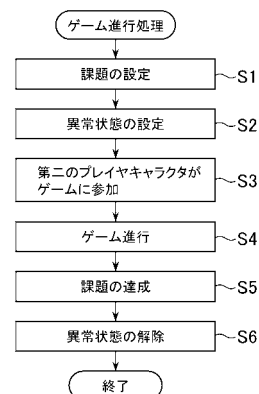 ゲーム進行処理
課題の設定
S1
異常状態の設定
S2
第二のプレイヤキャラクタが
ゲームに参加
S3
ゲーム進行
S4
課題の達成
S5
異常状態の解除
S6
終了